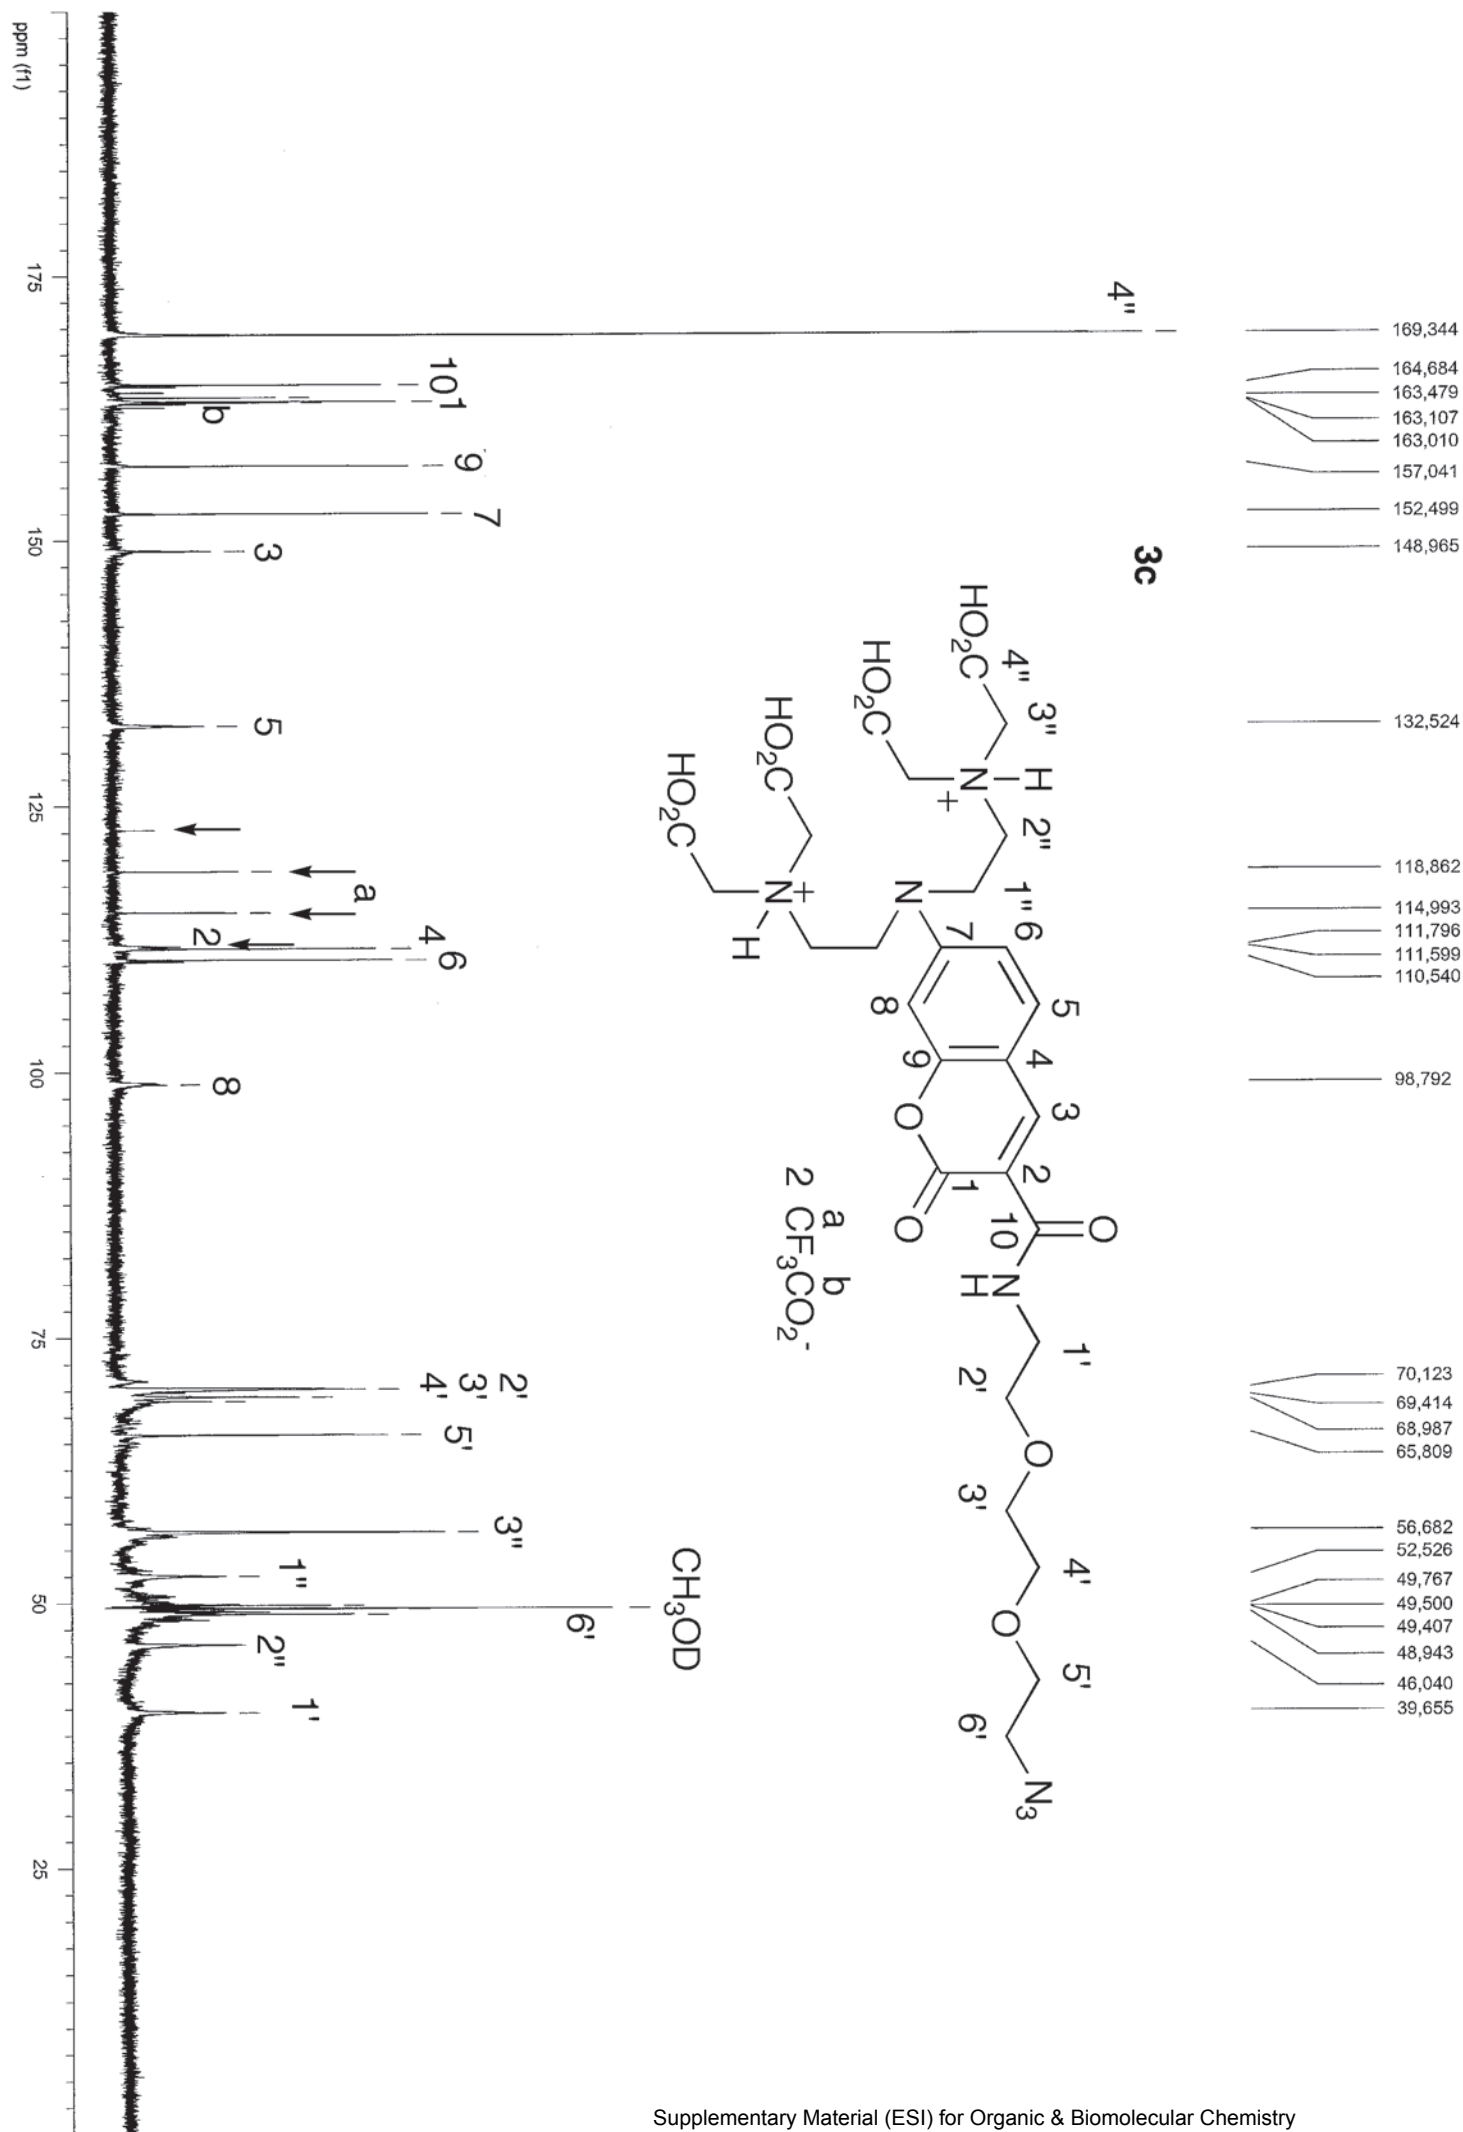 169,344
164,684
163,479
163,107
163,010
157,041
152,499
148,965
132,524
118,862
114,993
111,796
111,599
110,540
98,792
70,123
69,414
68,987
65,809
56,682
52,526
49,767
49,500
49,407
48,943
46,040
39,655
3c
HO2C
4"
3"
HO2C
N
+
H
2"
HO2C
HO2C
N
+
H
N
1"
6
7
5
8
4
9
3
O
2
1
O
10
O
N
H
1'
2'
O
3'
4'
O
5'
6'
N3
a b
2 CF3CO2-
4"
10
1
b
9
7
3
5
a
2
4
6
8
4' 3' 2'
5'
3"
1"
CH3OD
6'
2"
1'
175
150
125
100
75
50
25
ppm (f1)
Supplementary Material (ESI) for Organic & Biomolecular Chemistry